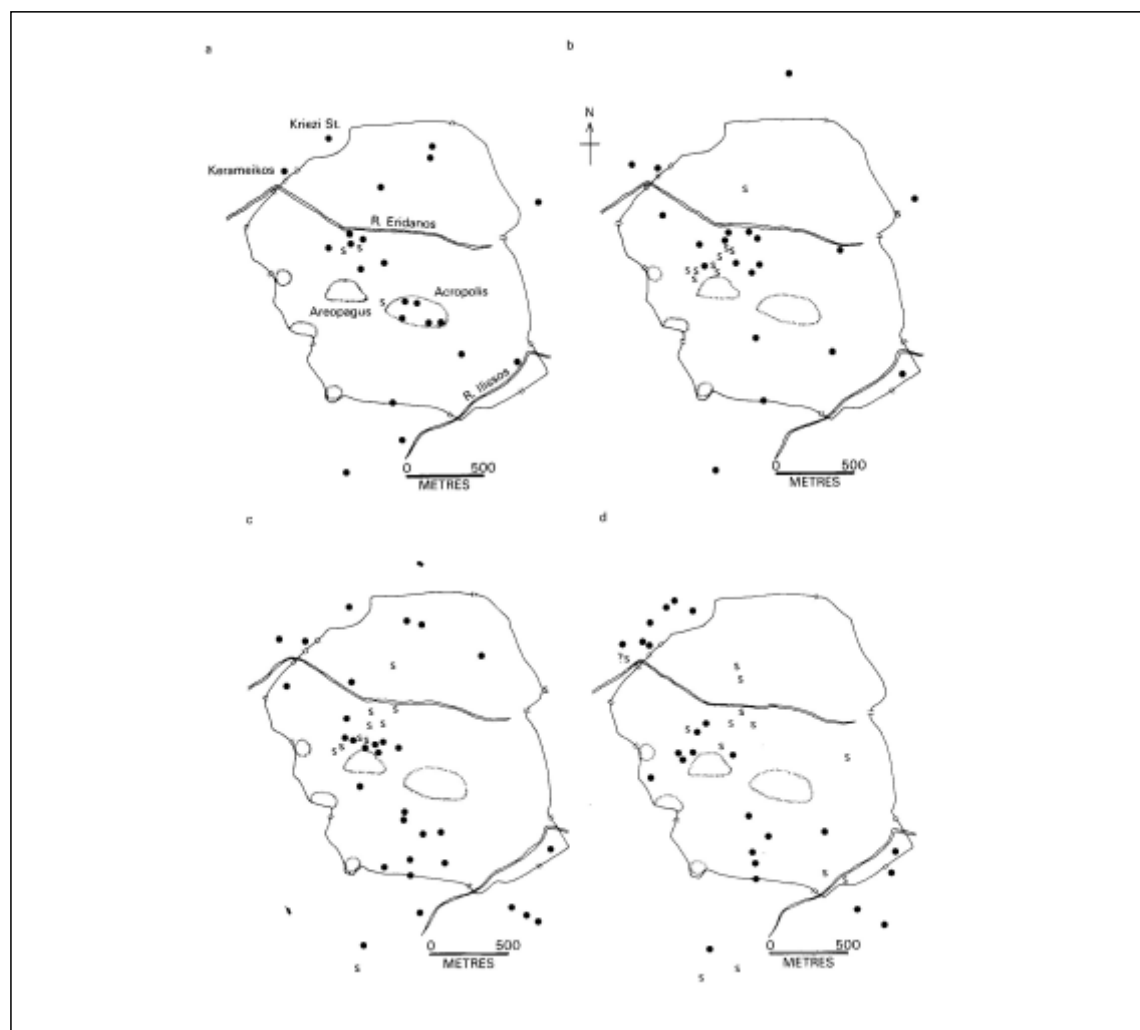 a
Kriezi St.
Kerameikos
R. Eridanos
S S
S
Acropolis
Areopagus
R. Ilissos
0 500
METRES
b
N
S
S
S S
S
S S S
S
0 500
METRES
c
S
S S
S S
S S
S S
0 500
METRES
S
d
?S
S
S
S
S S
S
S
S S
0 500
METRES
S S